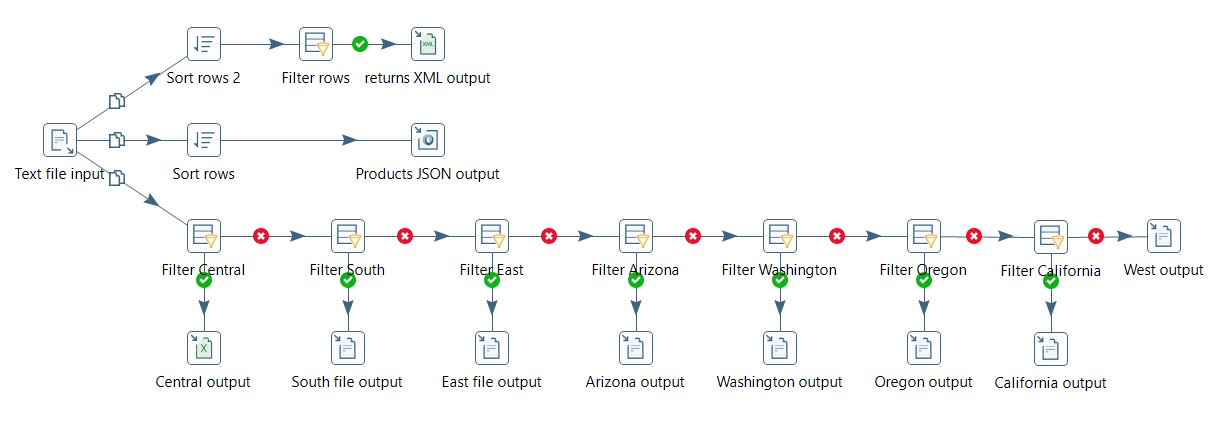 Sort rows 2
Filter rows
returns XML output
Text file input
Sort rows
Products JSON output
Filter Central
Filter South
Filter East
Filter Arizona
Filter Washington
Filter Oregon
Filter California
West output
Central output
South file output
East file output
Arizona output
Washington output
Oregon output
California output